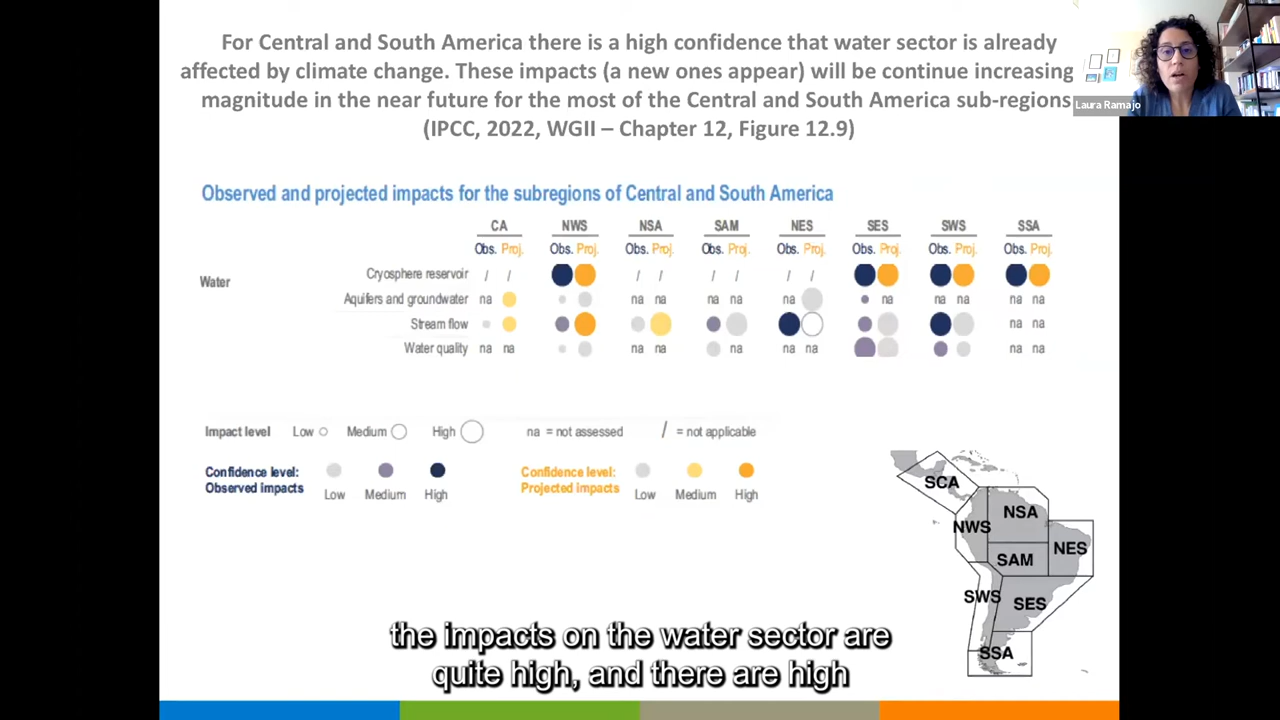 For Central and South America there is a high confidence that water sector is already
affected by climate change. These impacts (a new ones appear) will be continue increasing
magnitude in the near future for the most of the Central and South America sub-regions
(IPCC, 2022, WGII – Chapter 12, Figure 12.9)
Laura Ramajo
Observed and projected impacts for the subregions of Central and South America
CA NWS NSA SAM NES SES SWS SSA
Obs. Proj. Obs. Proj. Obs. Proj. Obs. Proj. Obs. Proj. Obs. Proj. Obs. Proj. Obs. Proj.
Water
Cryosphere reservoir / / / / / / / /
Aquifers and groundwater na na na na na na na na na na na
Stream flow na na
Water quality na na na na na na na na na
Impact level Low Medium High na = not assessed / = not applicable
Confidence level:
Observed impacts
Low Medium High
Confidence level:
Projected impacts
Low Medium High
SCA
NSA
NWS
NES
SAM
SWS
SES
SSA
the impacts on the water sector are
quite high, and there are high